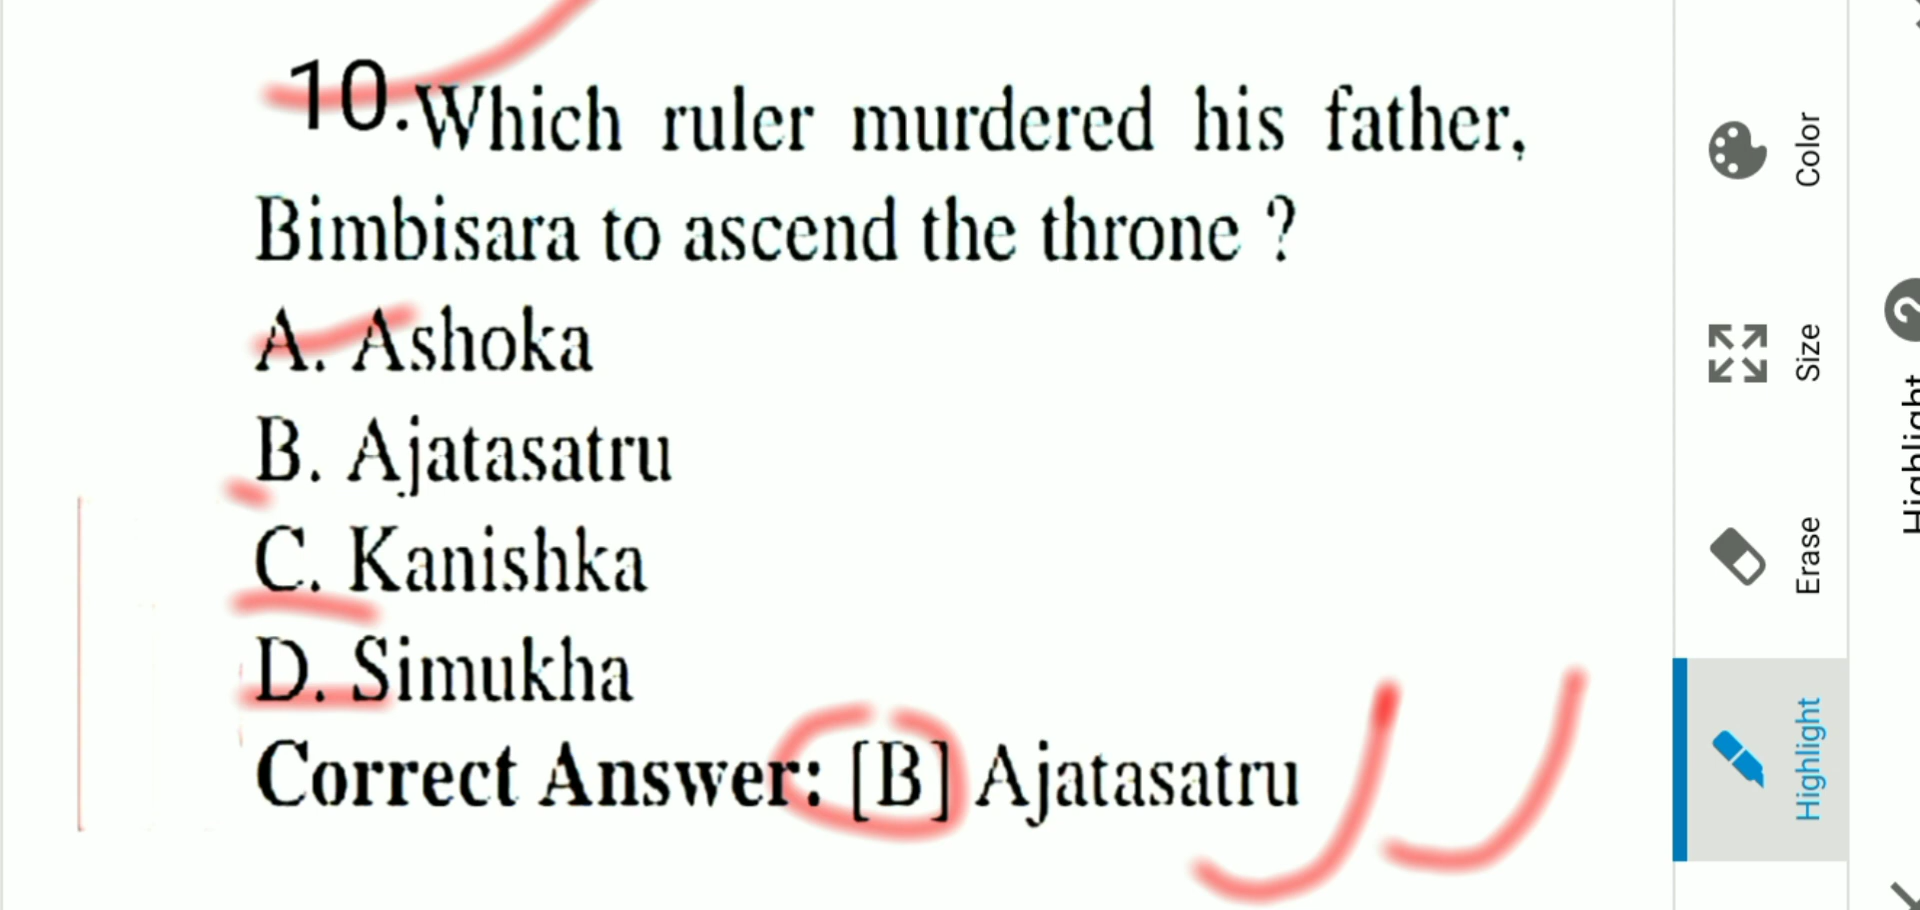 10. Which ruler murdered his father,
Bimbisara to ascend the throne ?
A. Ashoka
B. Ajatasatru
C. Kanishka
D. Simukha
Correct Answer: [B] Ajatasatru
Color
Size
Erase
Highlight
Highlight